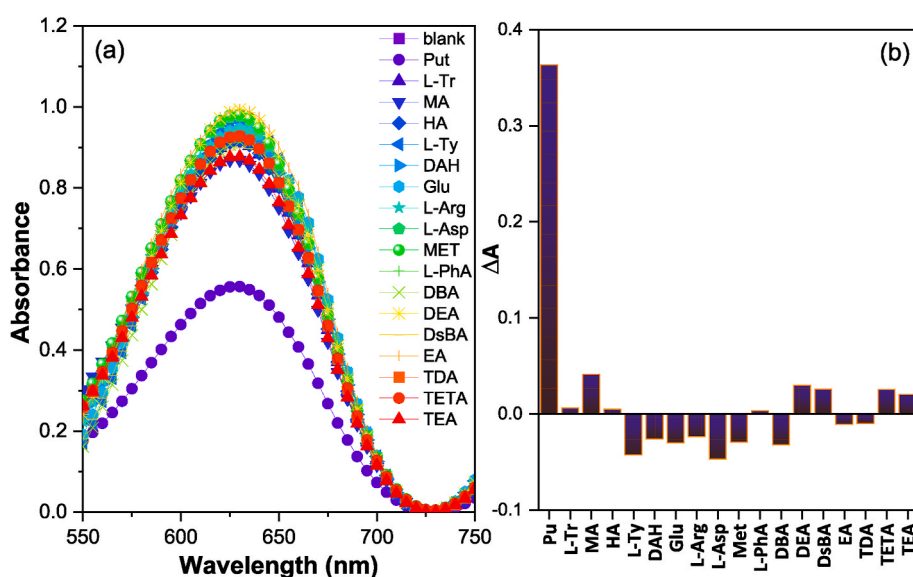 (a)
Absorbance
1.2
1.0
0.8
0.6
0.4
0.2
0.0
550
600
650
700
750
Wavelength (nm)
blank
Put
L-Tr
MA
HA
L-Ty
DAH
Glu
L-Arg
L-Asp
MET
L-PhA
DBA
DEA
DsBA
EA
TDA
TETA
TEA
(b)
ΔA
0.4
0.3
0.2
0.1
0.0
-0.1
Pu
L-Tr
MA
HA
L-Ty
DAH
Glu
L-Arg
L-Asp
Met
L-PhA
DBA
DEA
DsBA
EA
TDA
TETA
TEA